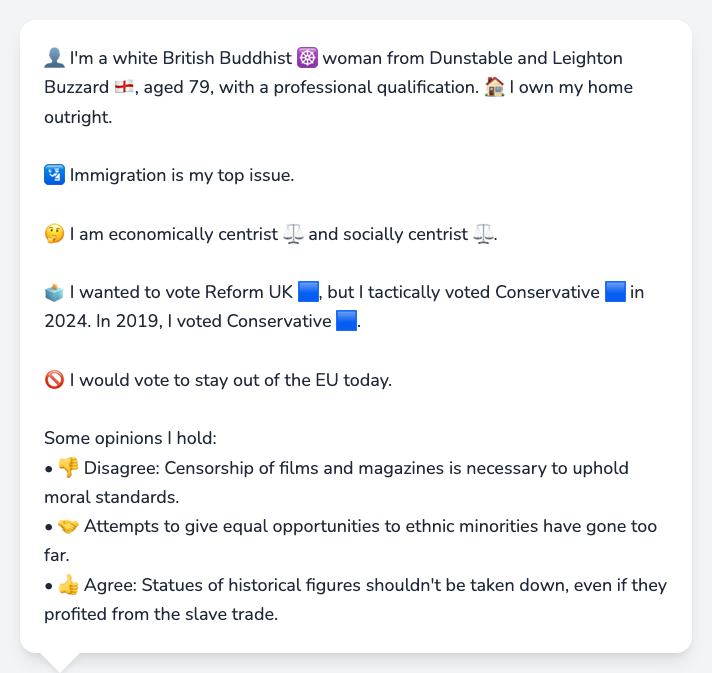 👤 I'm a white British Buddhist ☸️ woman from Dunstable and Leighton
Buzzard 🏴󠁧󠁢󠁥󠁮󠁧󠁿, aged 79, with a professional qualification. 🏠 I own my home
outright.
🛂 Immigration is my top issue.
🤔 I am economically centrist ⚖️ and socially centrist ⚖️.
🗳️ I wanted to vote Reform UK 🟦, but I tactically voted Conservative 🟦 in
2024. In 2019, I voted Conservative 🟦.
🚫 I would vote to stay out of the EU today.
Some opinions I hold:
• 👎 Disagree: Censorship of films and magazines is necessary to uphold
moral standards.
• 🤝 Attempts to give equal opportunities to ethnic minorities have gone too
far.
• 👍 Agree: Statues of historical figures shouldn't be taken down, even if they
profited from the slave trade.